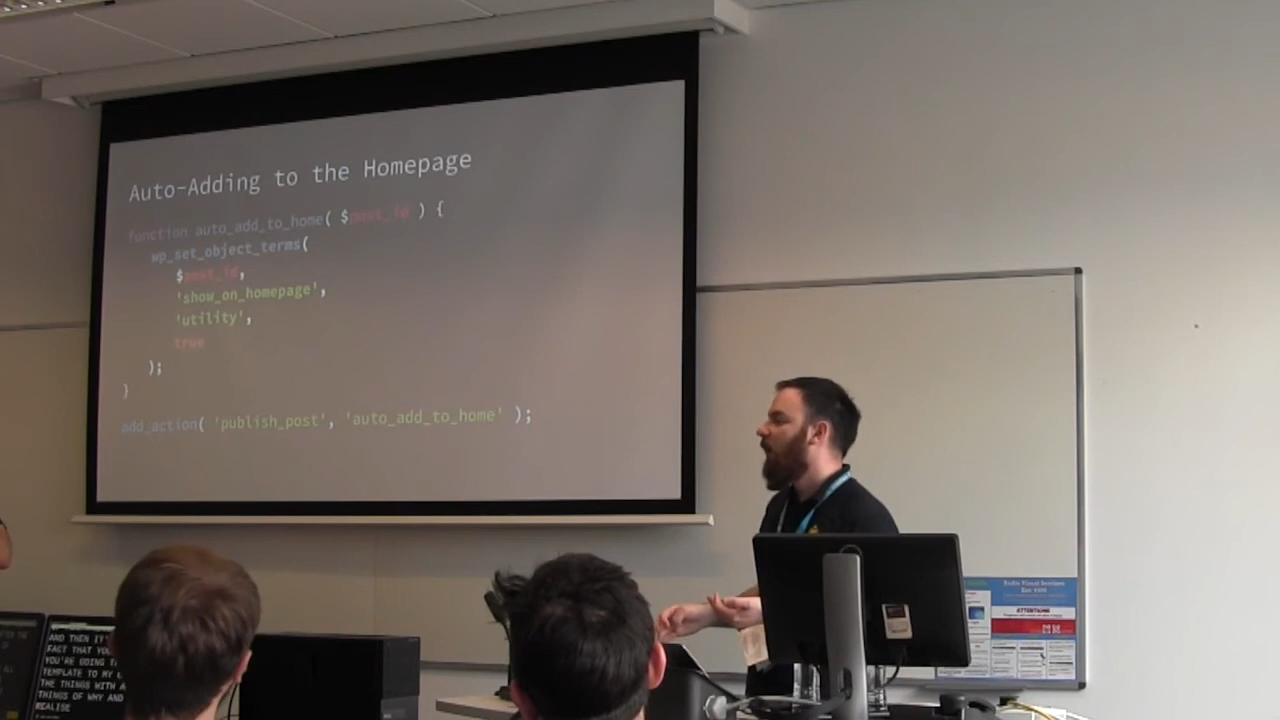 Auto-Adding to the Homepage
function auto_add_to_home( $post_id ) {
wp_set_object_terms(
$post_id,
'show_on_homepage',
'utility',
true
);
}
add_action( 'publish_post', 'auto_add_to_home' );
AND THEN IT'
FACT THAT YOU
YOU'RE GOING T
TEMPLATE TO MY
THE THINGS WITH A
THINGS OF WHY AND
REALISE
ATTENTION